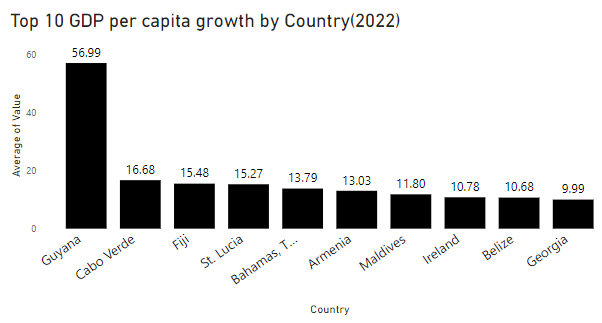 Top 10 GDP per capita growth by Country(2022)
Average of Value
60
40
20
0
56.99
16.68
15.48
15.27
13.79
13.03
11.80
10.78
10.68
9.99
Guyana
Cabo Verde
Fiji
St. Lucia
Bahamas, T...
Armenia
Maldives
Ireland
Belize
Georgia
Country